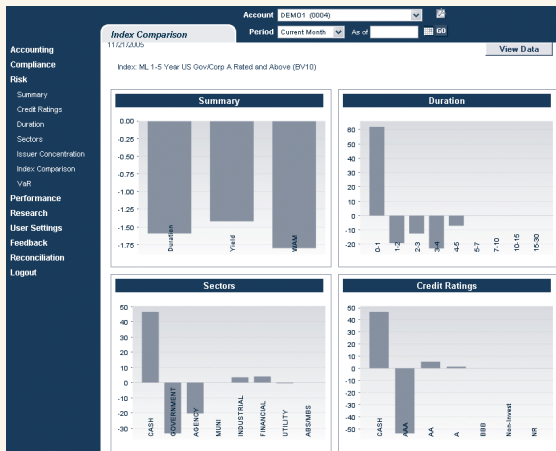 Account DEMO1 (0004)
Index Comparison
Period Current Month As of GO
11/21/2005
View Data
Index: ML 1-5 Year US Gov/Corp A Rated and Above (BV10)
Accounting
Compliance
Risk
Summary
Credit Ratings
Duration
Sectors
Issuer Concentration
Index Comparison
VaR
Performance
Research
User Settings
Feedback
Reconciliation
Logout
Summary
0.00
-0.25
-0.50
-0.75
-1.00
-1.25
-1.50
-1.75
Duration
Yield
WAM
Duration
60
50
40
30
20
10
0
-10
-20
0-1
1-2
2-3
3-4
4-5
5-7
7-10
10-15
15-30
Sectors
50
40
30
20
10
0
-10
-20
-30
CASH
GOVERNMENT
AGENCY
MUNI
INDUSTRIAL
FINANCIAL
UTILITY
ABS/MBS
Credit Ratings
50
40
30
20
10
0
-10
-20
-30
-40
-50
CASH
AAA
AA
A
BBB
Non-Invest
NR